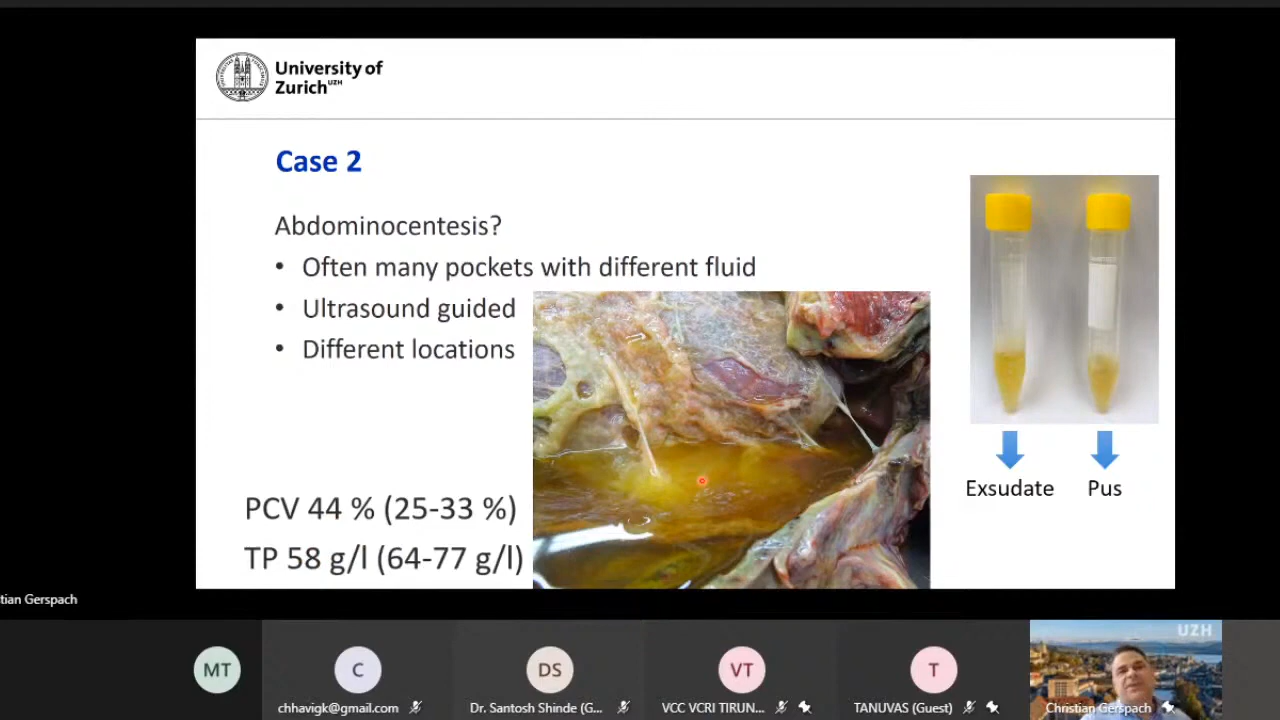 University of
Zurich UZH
Case 2
Abdominocentesis?
• Often many pockets with different fluid
• Ultrasound guided
• Different locations
Exsudate Pus
PCV 44 % (25-33 %)
TP 58 g/l (64-77 g/l)
tian Gerspach
UZH
MT
C
DS
VT
T
chhavigk@gmail.com
Dr. Santosh Shinde (G...
VCC VCRI TIRUN...
TANUVAS (Guest)
Christian Gerspach